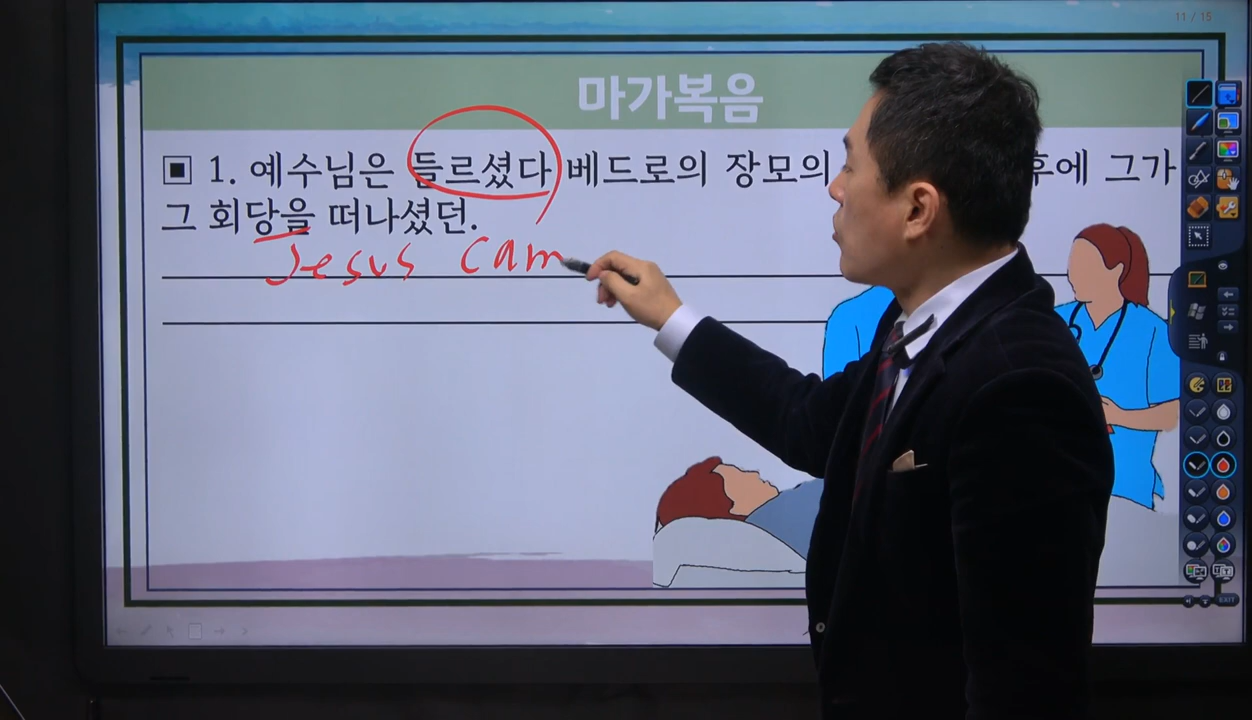 11 / 15
마가복음
▣ 1. 예수님은 들르셨다 베드로의 장모의 후에 그가
그 회당을 떠나셨던.
Jesus cam
EXIT